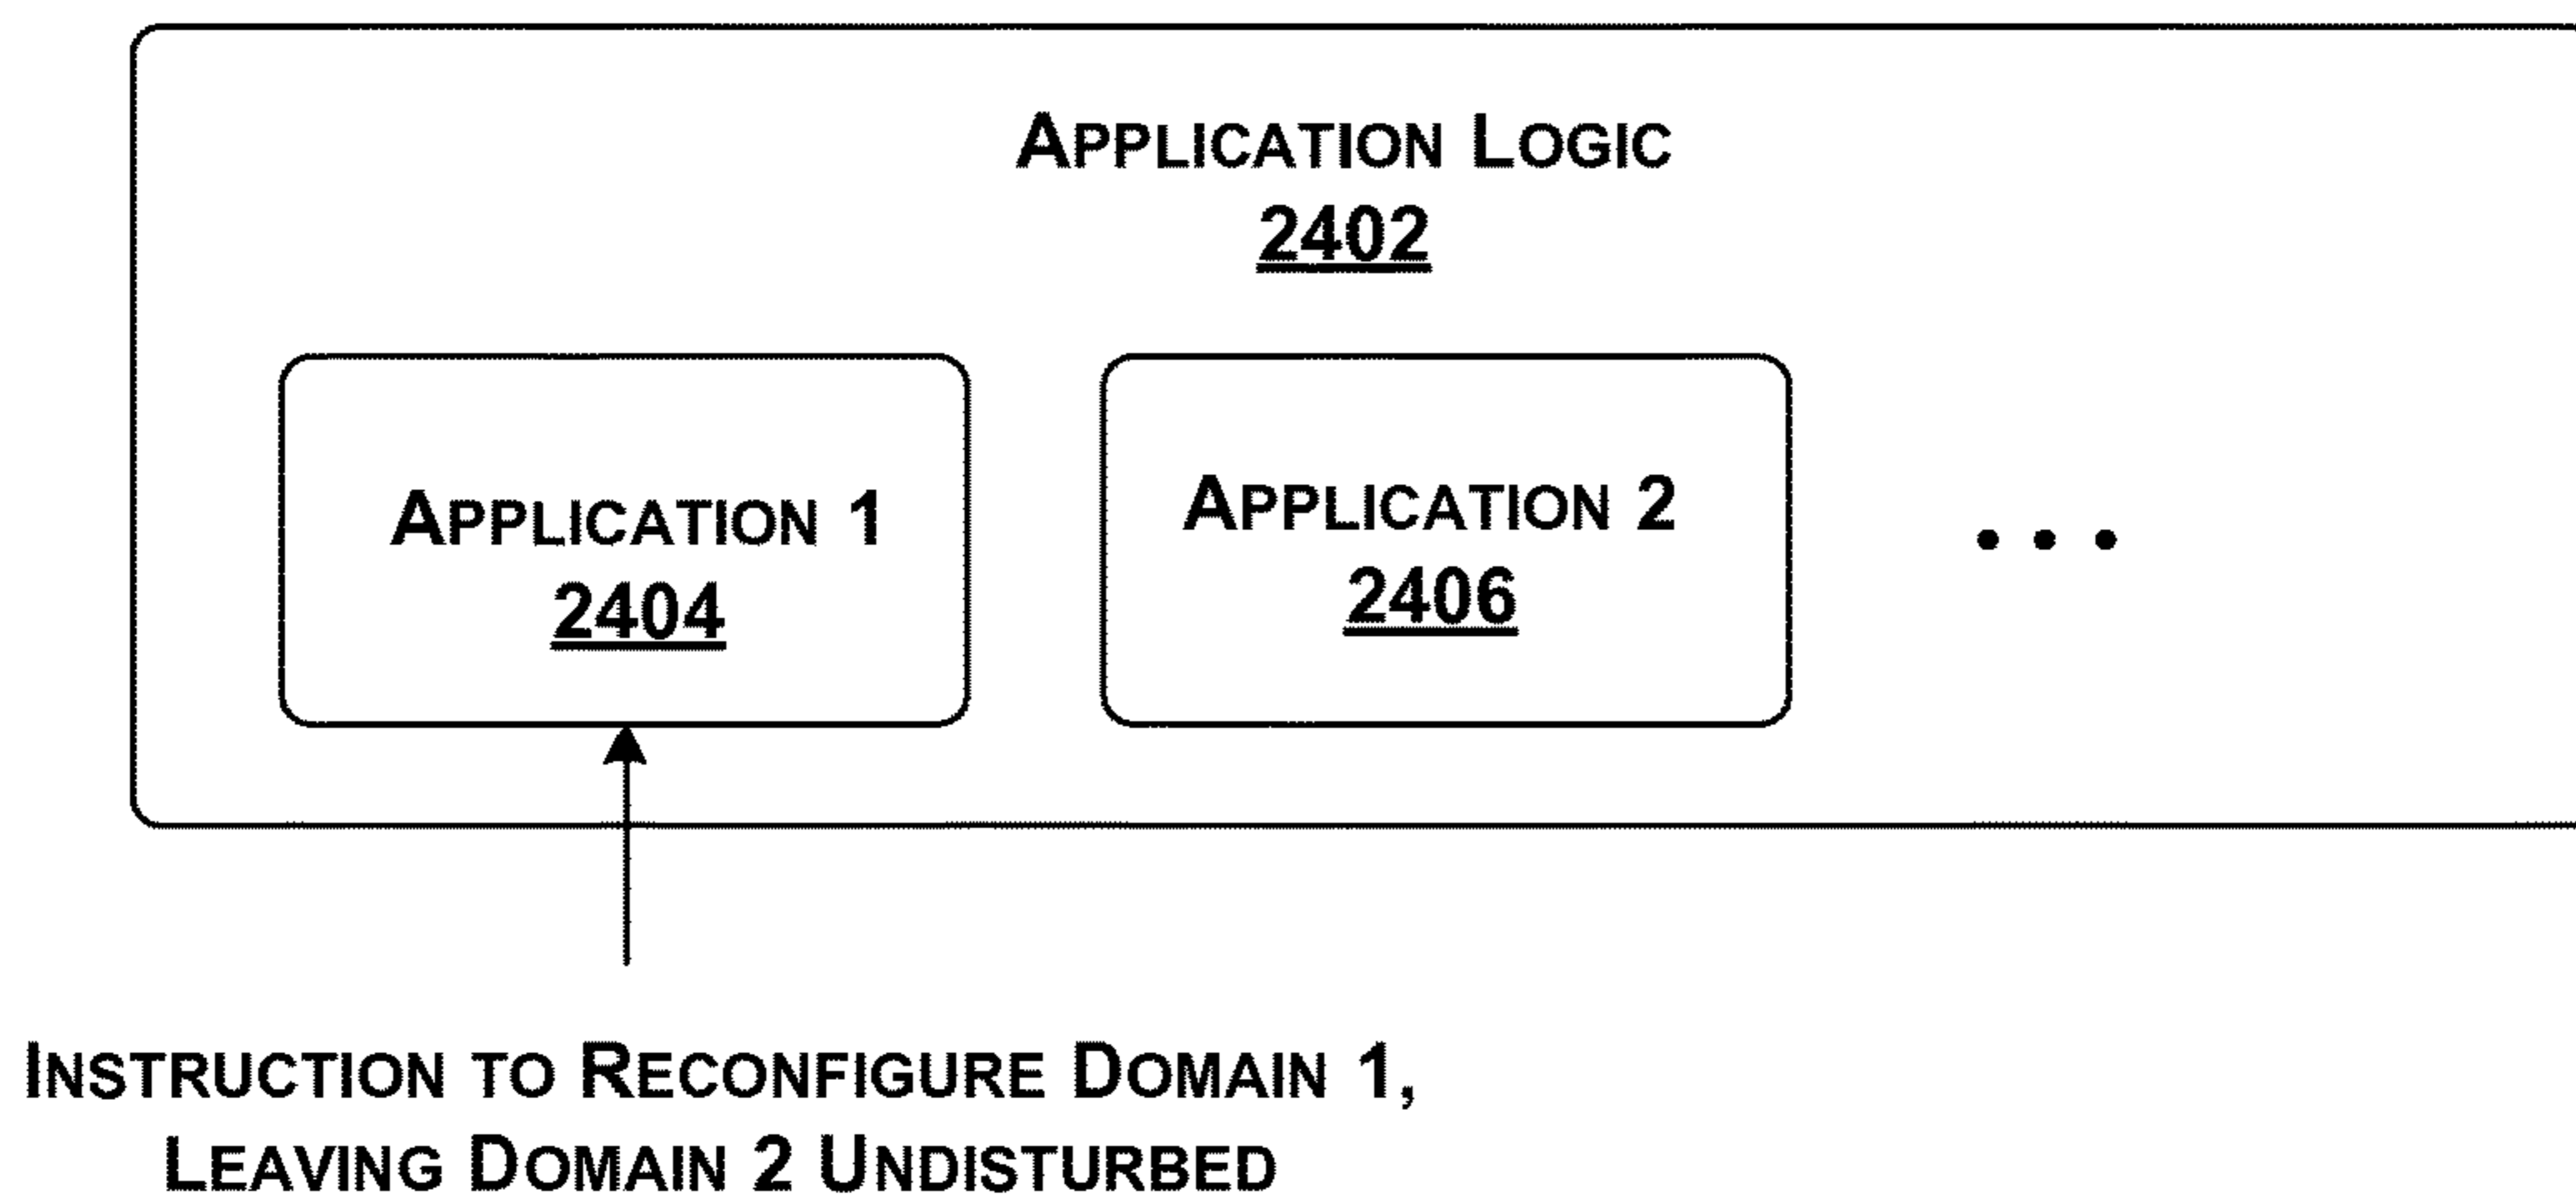 APPLICATION LOGIC
2402
APPLICATION 1
2404
APPLICATION 2
2406
...
INSTRUCTION TO RECONFIGURE DOMAIN 1,
LEAVING DOMAIN 2 UNDISTURBED